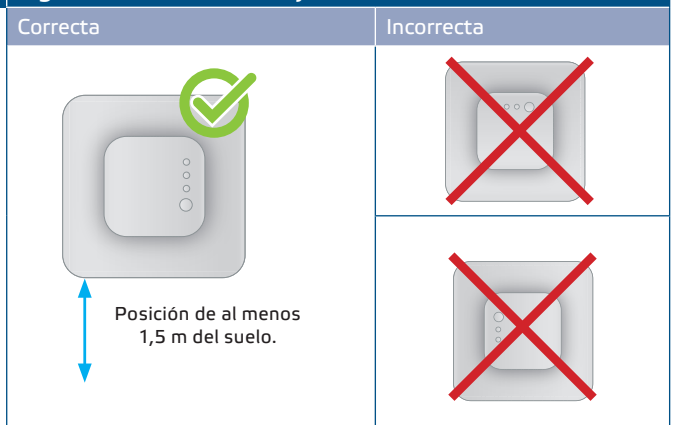 Correcta
Incorrecta
Posición de al menos
1,5 m del suelo.